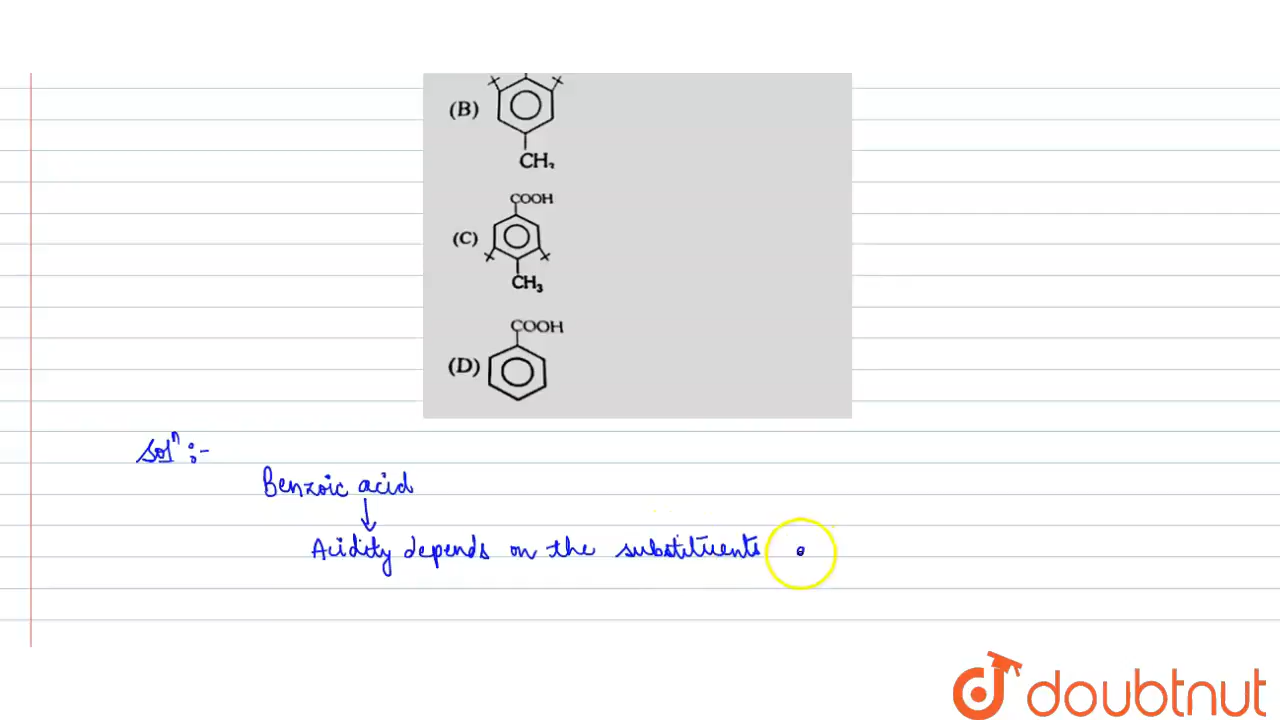 (B)
CH₃
COOH
(C)
CH₃
COOH
(D)
Solⁿ :-
Benzoic acid
↓
Acidity depends on the substituents
doubtnut